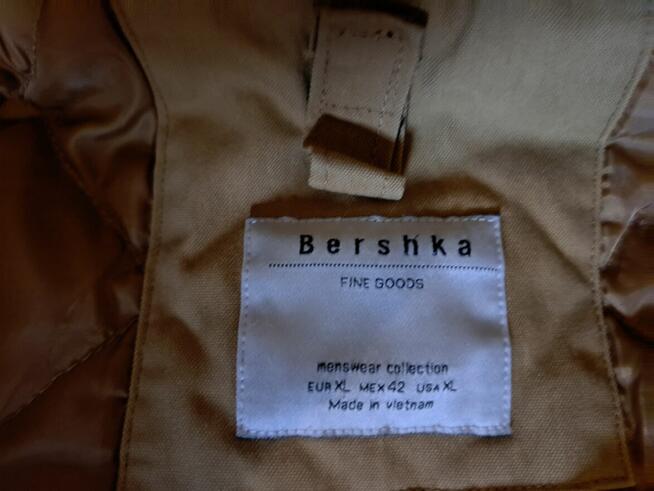 Bershka
FINE GOODS
menswear collection
EUR XL MEX 42 USA XL
Made in vietnam